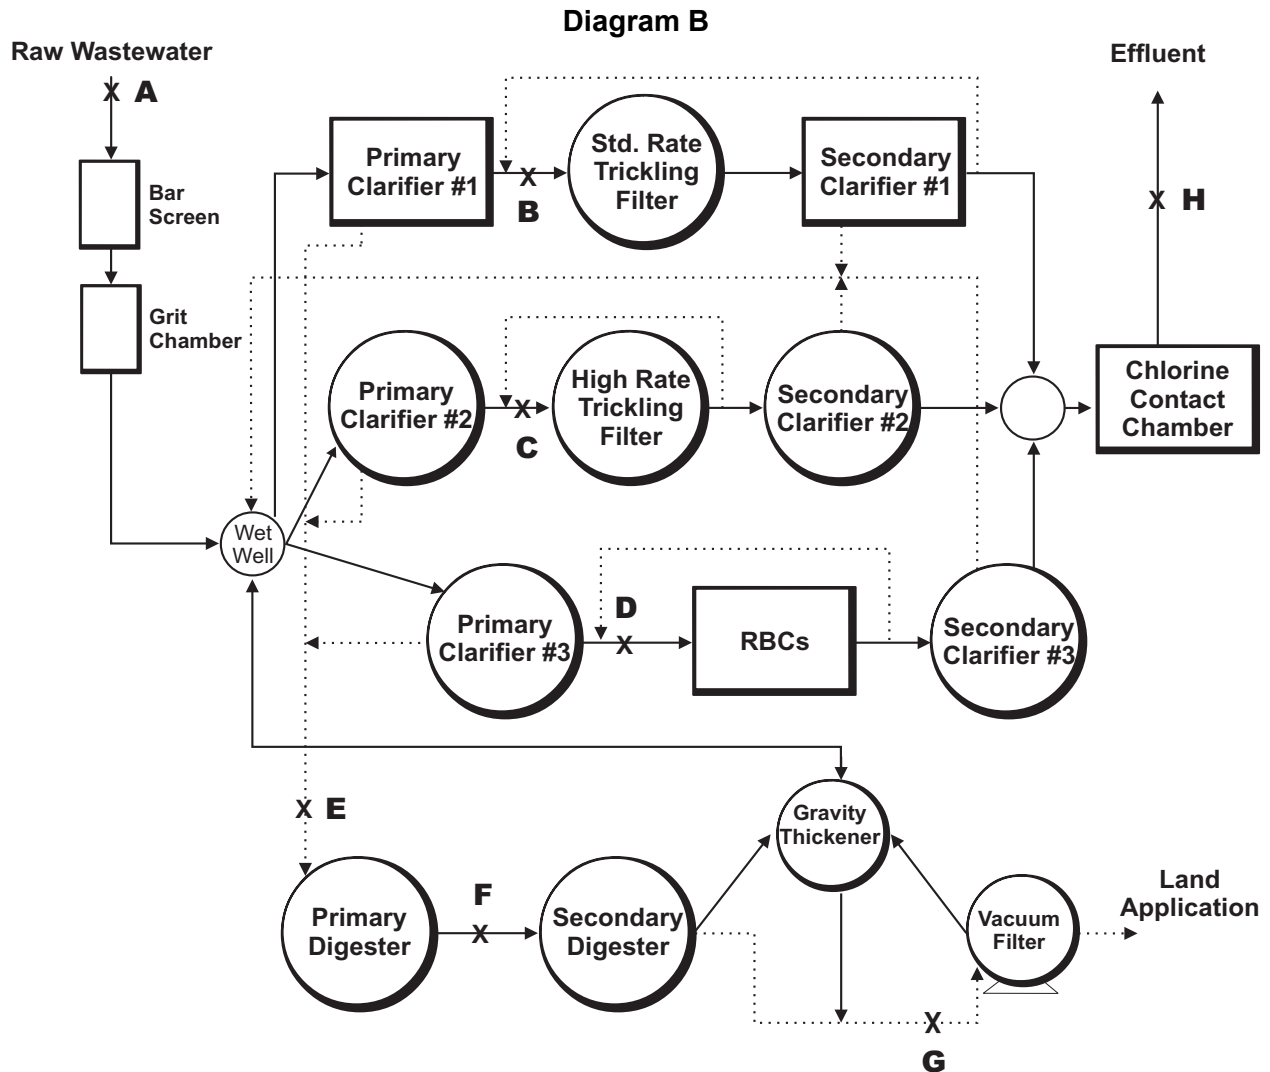 Diagram B
Raw Wastewater
Effluent
X A
Bar
Screen
Grit
Chamber
Primary
Clarifier #1
X
B
Std. Rate
Trickling
Filter
Secondary
Clarifier #1
X H
Primary
Clarifier #2
X
C
High Rate
Trickling
Filter
Secondary
Clarifier #2
Chlorine
Contact
Chamber
Wet
Well
Primary
Clarifier #3
D
X
RBCs
Secondary
Clarifier #3
X E
Gravity
Thickener
Primary
Digester
F
X
Secondary
Digester
Vacuum
Filter
Land
Application
X
G